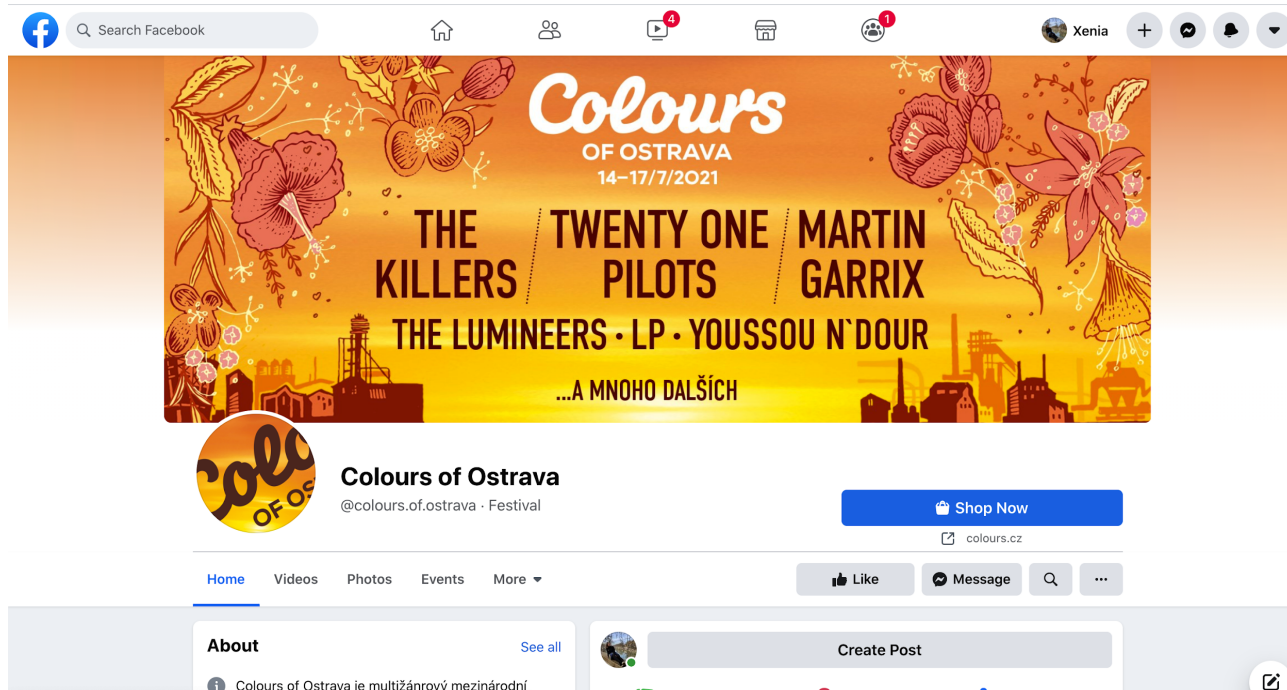 Search Facebook
4
1
Xenia
Colours
OF OSTRAVA
14–17/7/2021
THE KILLERS
TWENTY ONE PILOTS
MARTIN GARRIX
THE LUMINEERS · LP · YOUSSOU N`DOUR
...A MNOHO DALŠÍCH
Colours of Ostrava
@colours.of.ostrava · Festival
Shop Now
colours.cz
Home Videos Photos Events More
Like Message
About See all
Create Post
Colours of Ostrava je multižánrový mezinárodní